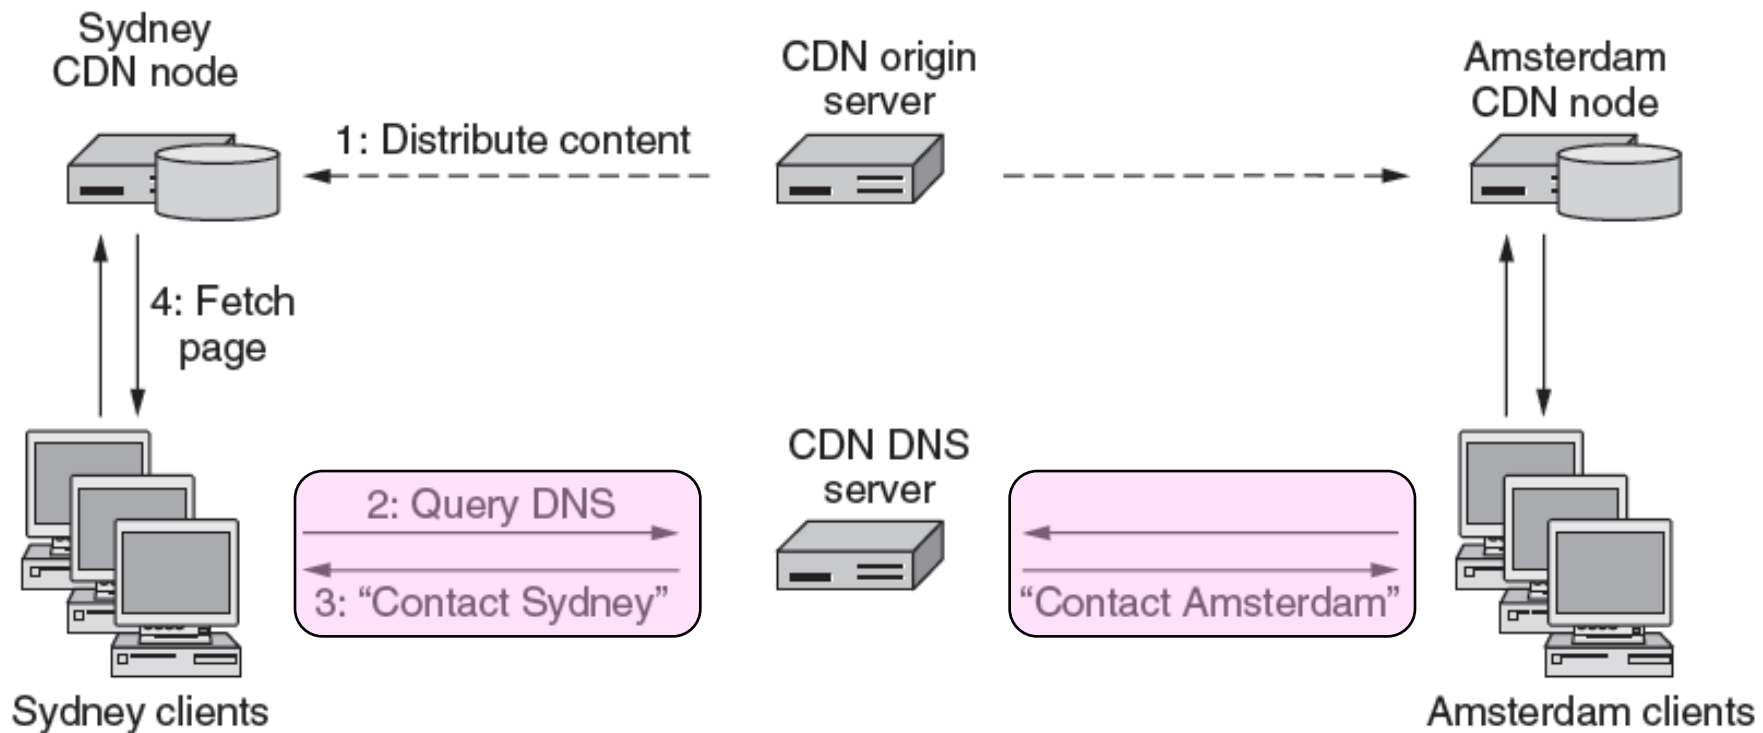 Sydney
CDN node
CDN origin
server
Amsterdam
CDN node
1: Distribute content
4: Fetch
page
CDN DNS
server
2: Query DNS
3: “Contact Sydney”
“Contact Amsterdam”
Sydney clients
Amsterdam clients